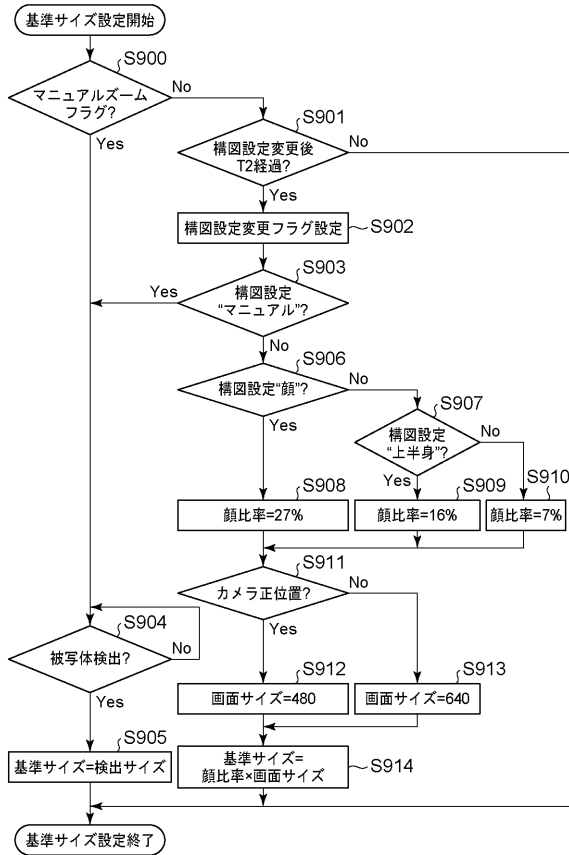 基準サイズ設定開始
S900
マニュアルズーム
フラグ?
No
Yes
S901
構図設定変更後
T2経過?
No
Yes
構図設定変更フラグ設定
S902
S903
構図設定
“マニュアル”?
Yes
No
S906
構図設定“顔”?
No
Yes
S907
構図設定
“上半身”?
No
Yes
S908
顔比率=27%
S909
顔比率=16%
S910
顔比率=7%
S911
カメラ正位置?
No
Yes
S904
被写体検出?
No
Yes
S912
画面サイズ=480
S913
画面サイズ=640
S905
基準サイズ=検出サイズ
基準サイズ=
顔比率×画面サイズ
S914
基準サイズ設定終了